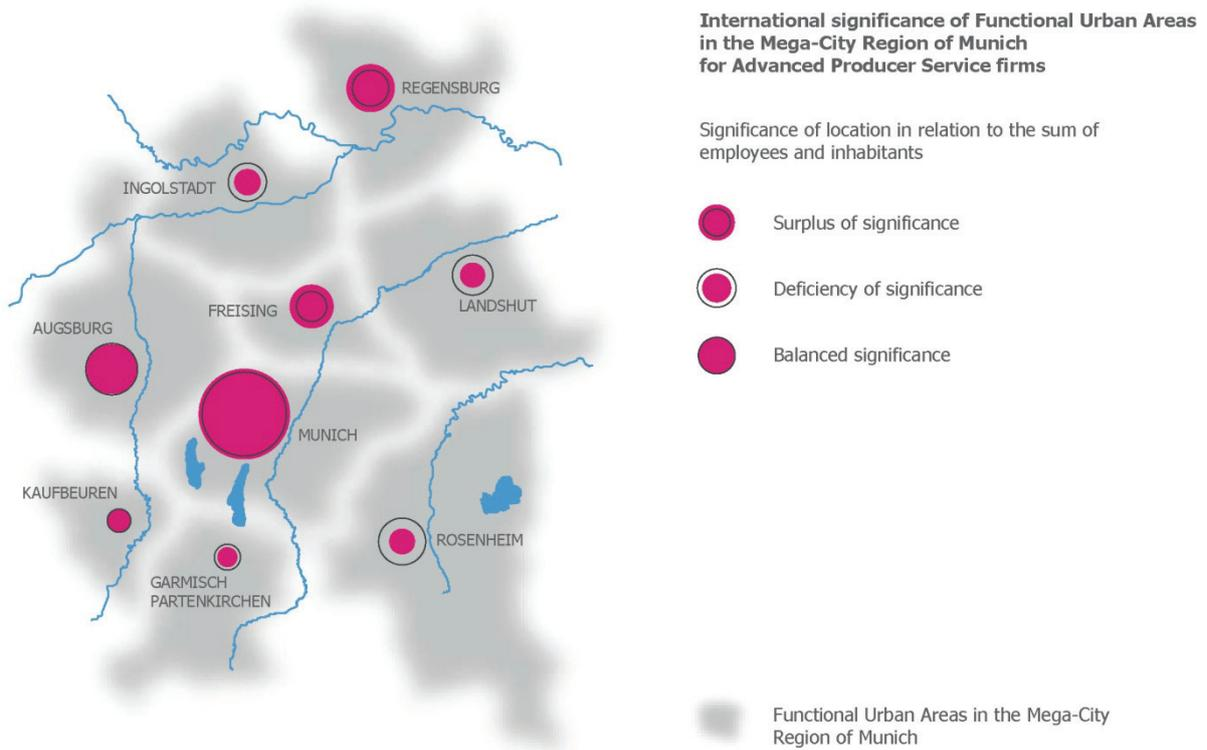 International significance of Functional Urban Areas
in the Mega-City Region of Munich
for Advanced Producer Service firms
Significance of location in relation to the sum of
employees and inhabitants
Surplus of significance
Deficiency of significance
Balanced significance
Functional Urban Areas in the Mega-City
Region of Munich
REGENSBURG
INGOLSTADT
LANDSHUT
FREISING
AUGSBURG
MUNICH
KAUFBEUREN
ROSENHEIM
GARMISCH
PARTENKIRCHEN